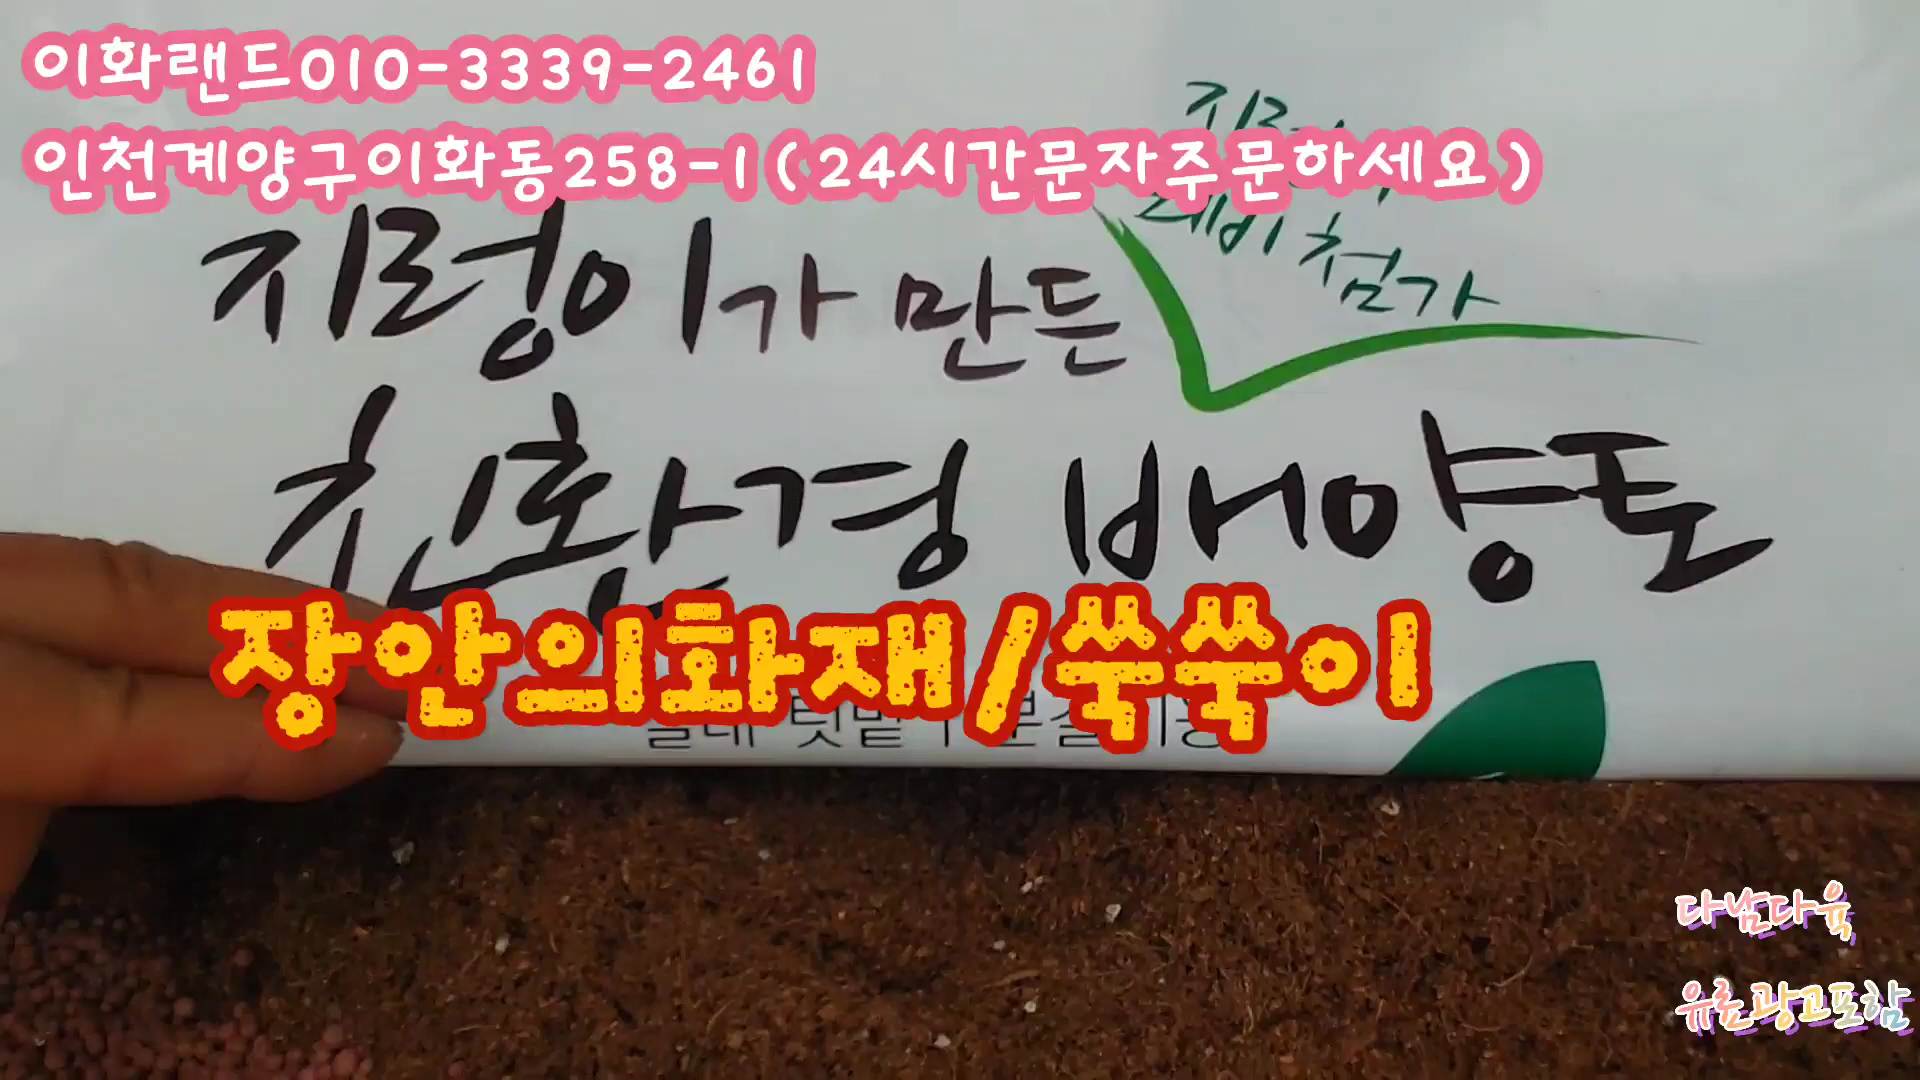 이화랜드010-3339-2461
인천계양구이화동258-1(24시간문자주문하세요)
첨가
지렁이가 만든
친환경 배양토
장안의화재/쑥쑥이
다남다육
유료광고포함